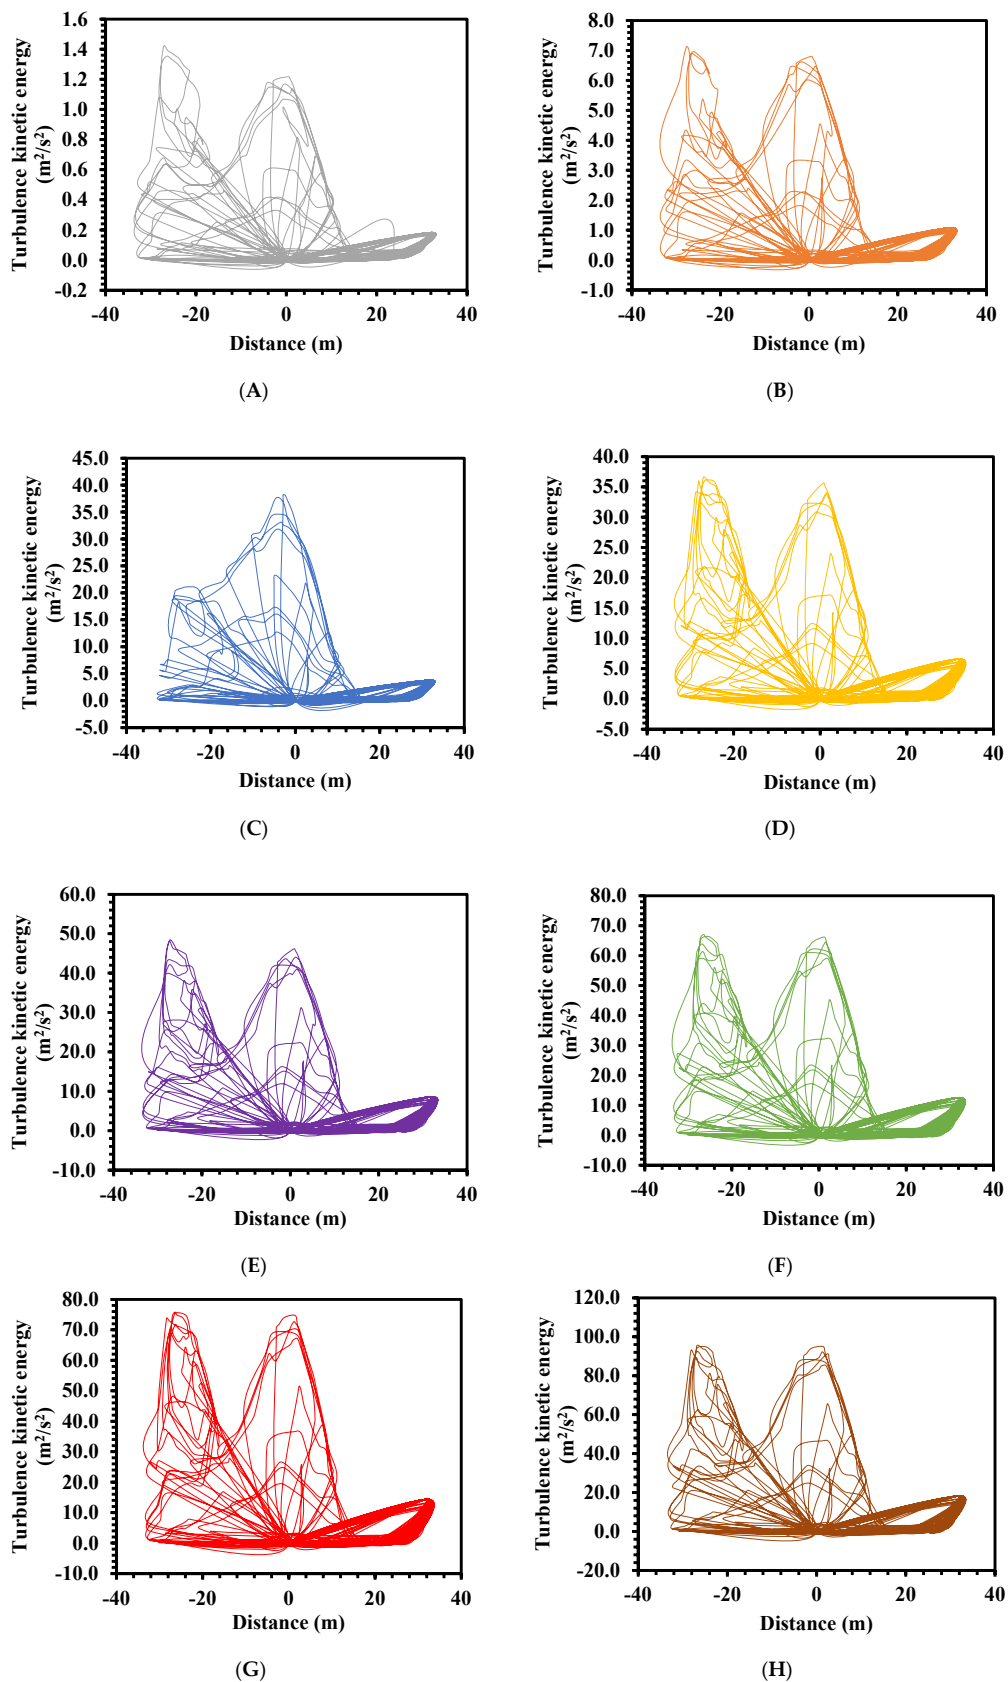 Turbulence kinetic energy
(m²/s²)
1.6
1.4
1.2
1.0
0.8
0.6
0.4
0.2
0.0
-0.2
-40 -20 0 20 40
Distance (m)
(A)
Turbulence kinetic energy
(m²/s²)
8.0
7.0
6.0
5.0
4.0
3.0
2.0
1.0
0.0
-1.0
-40 -20 0 20 40
Distance (m)
(B)
Turbulence kinetic energy
(m²/s²)
45.0
40.0
35.0
30.0
25.0
20.0
15.0
10.0
5.0
0.0
-5.0
-40 -20 0 20 40
Distance (m)
(C)
Turbulence kinetic energy
(m²/s²)
40.0
35.0
30.0
25.0
20.0
15.0
10.0
5.0
0.0
-5.0
-40 -20 0 20 40
Distance (m)
(D)
Turbulence kinetic energy
(m²/s²)
60.0
50.0
40.0
30.0
20.0
10.0
0.0
-10.0
-40 -20 0 20 40
Distance (m)
(E)
Turbulence kinetic energy
(m²/s²)
80.0
70.0
60.0
50.0
40.0
30.0
20.0
10.0
0.0
-10.0
-40 -20 0 20 40
Distance (m)
(F)
Turbulence kinetic energy
(m²/s²)
80.0
70.0
60.0
50.0
40.0
30.0
20.0
10.0
0.0
-10.0
-40 -20 0 20 40
Distance (m)
(G)
Turbulence kinetic energy
(m²/s²)
120.0
100.0
80.0
60.0
40.0
20.0
0.0
-20.0
-40 -20 0 20 40
Distance (m)
(H)